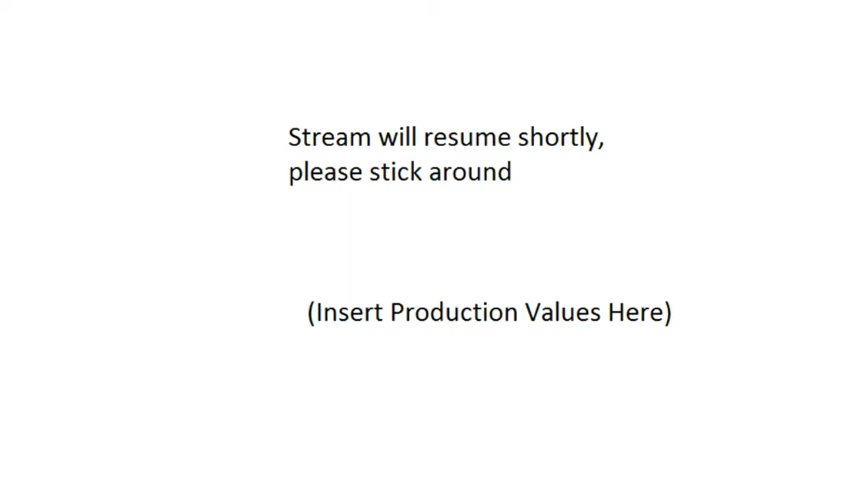 Stream will resume shortly,
please stick around
(Insert Production Values Here)